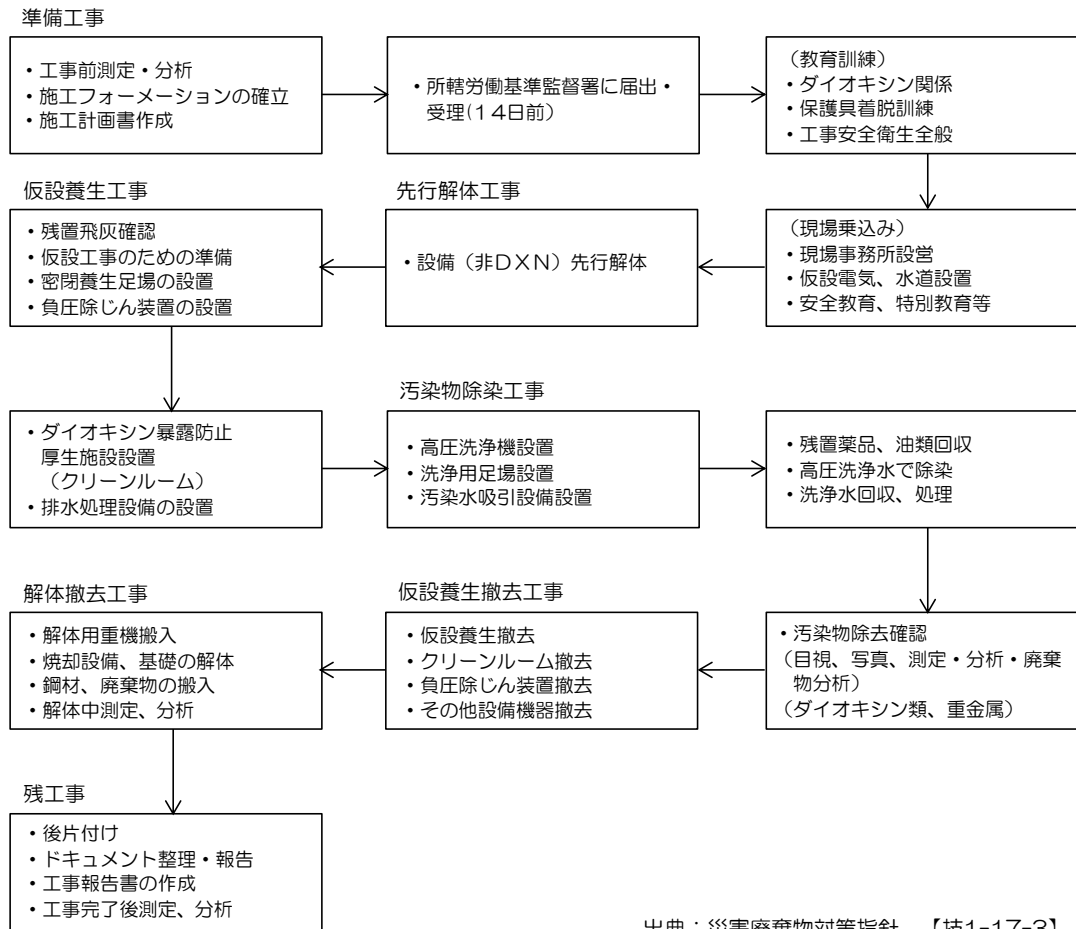 準備工事
・工事前測定・分析
・施工フォーメーションの確立
・施工計画書作成
・所轄労働基準監督署に届出・
受理(14日前)
(教育訓練)
・ダイオキシン関係
・保護具着脱訓練
・工事安全衛生全般
(現場乗込み)
・現場事務所設営
・仮設電気、水道設置
・安全教育、特別教育等
先行解体工事
・設備(非DXN)先行解体
仮設養生工事
・残置飛灰確認
・仮設工事のための準備
・密閉養生足場の設置
・負圧除じん装置の設置
・ダイオキシン暴露防止
厚生施設設置
(クリーンルーム)
・排水処理設備の設置
汚染物除染工事
・高圧洗浄機設置
・洗浄用足場設置
・汚染水吸引設備設置
・残置薬品、油類回収
・高圧洗浄水で除染
・洗浄水回収、処理
・汚染物除去確認
(目視、写真、測定・分析・廃棄
物分析)
(ダイオキシン類、重金属)
仮設養生撤去工事
・仮設養生撤去
・クリーンルーム撤去
・負圧除じん装置撤去
・その他設備機器撤去
解体撤去工事
・解体用重機搬入
・焼却設備、基礎の解体
・鋼材、廃棄物の搬入
・解体中測定、分析
残工事
・後片付け
・ドキュメント整理・報告
・工事報告書の作成
・工事完了後測定、分析
出典:災害廃棄物対策指針 【技1-17-3】